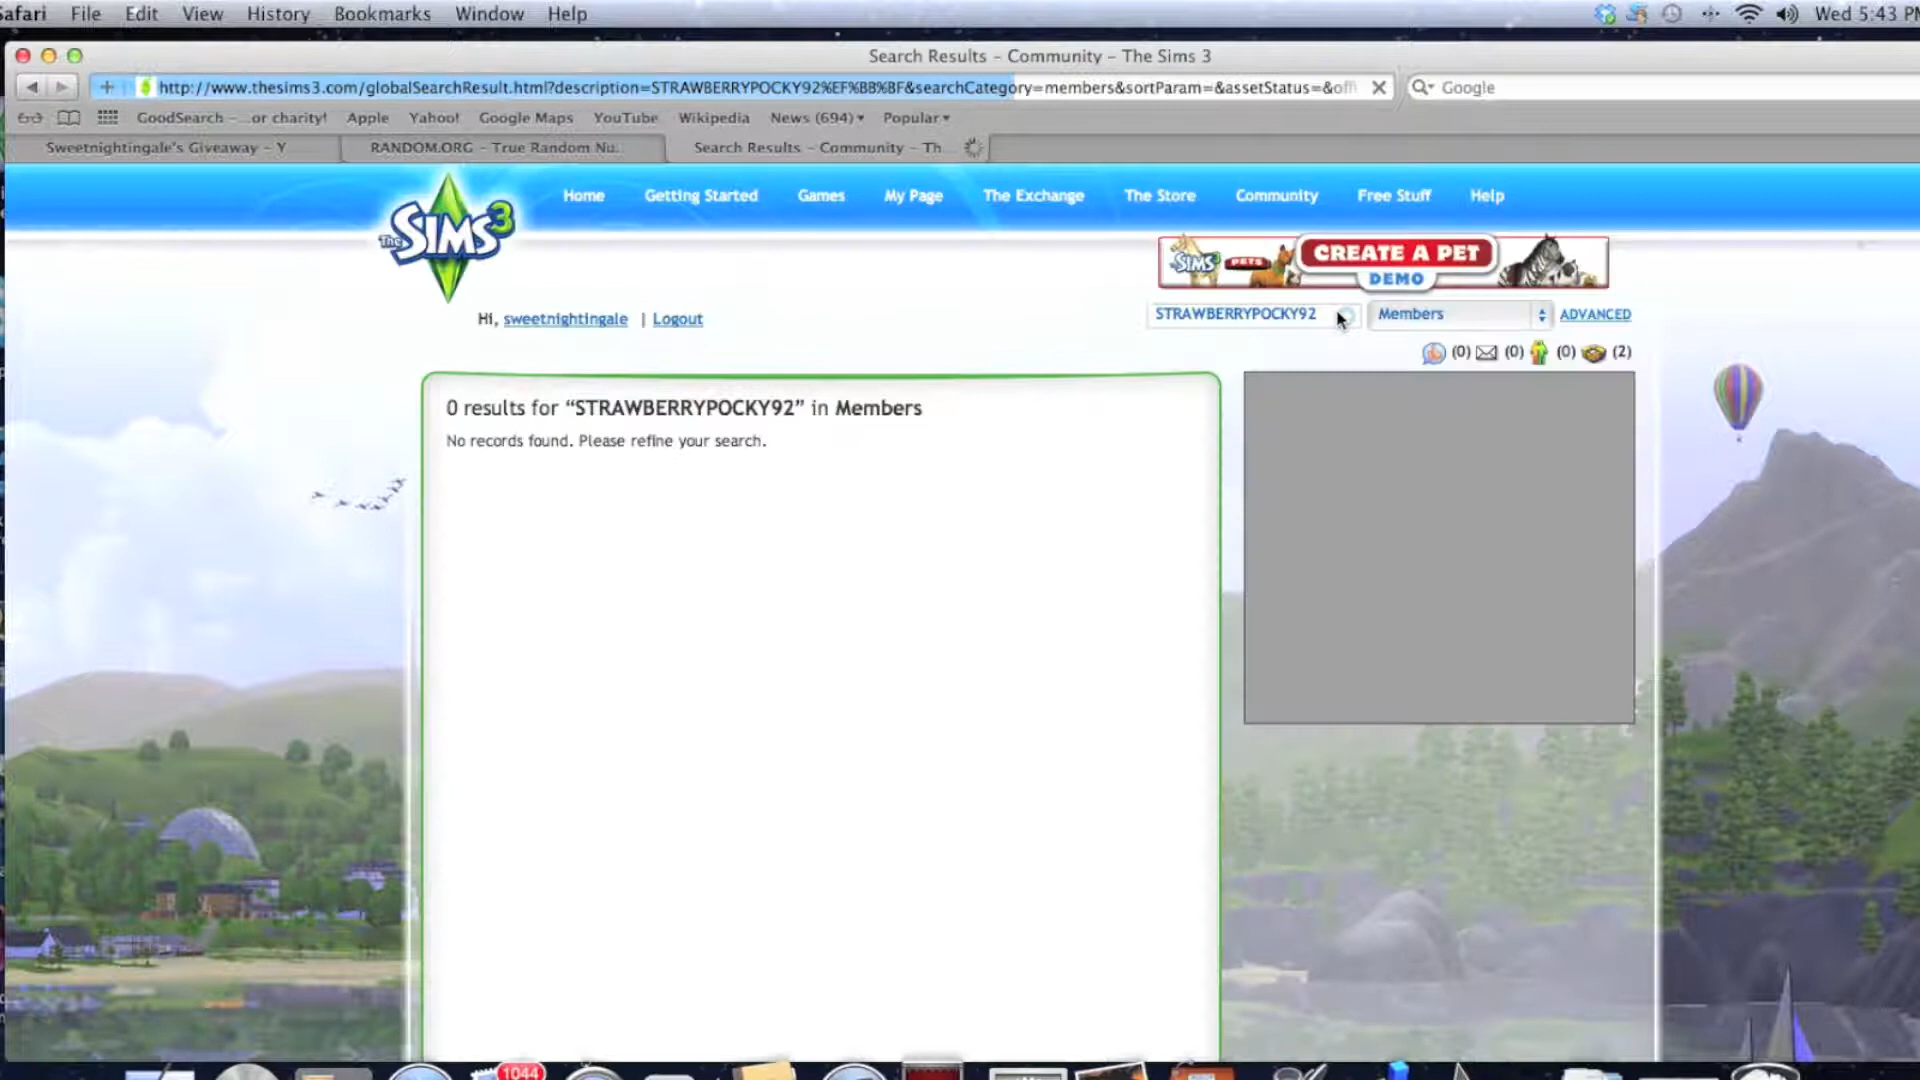 Safari File Edit View History Bookmarks Window Help Wed 5:43 PM
Search Results - Community - The Sims 3
http://www.thesims3.com/globalSearchResult.html?description=STRAWBERRYPOCKY92%EF%BB%BF&searchCategory=members&sortParam=&assetStatus=&off Google
GoodSearch - ...or charity! Apple Yahoo! Google Maps YouTube Wikipedia News (694) Popular
Sweetnightingale's Giveaway - Y RANDOM.ORG - True Random Nu... Search Results - Community - Th...
The SIMS 3 Home Getting Started Games My Page The Exchange The Store Community Free Stuff Help
The SIMS 3 PETS CREATE A PET
DEMO
Hi, sweetnightingale | Logout STRAWBERRYPOCKY92 Members ADVANCED
(0) (0) (0) (2)
0 results for “STRAWBERRYPOCKY92” in Members
No records found. Please refine your search.
1044